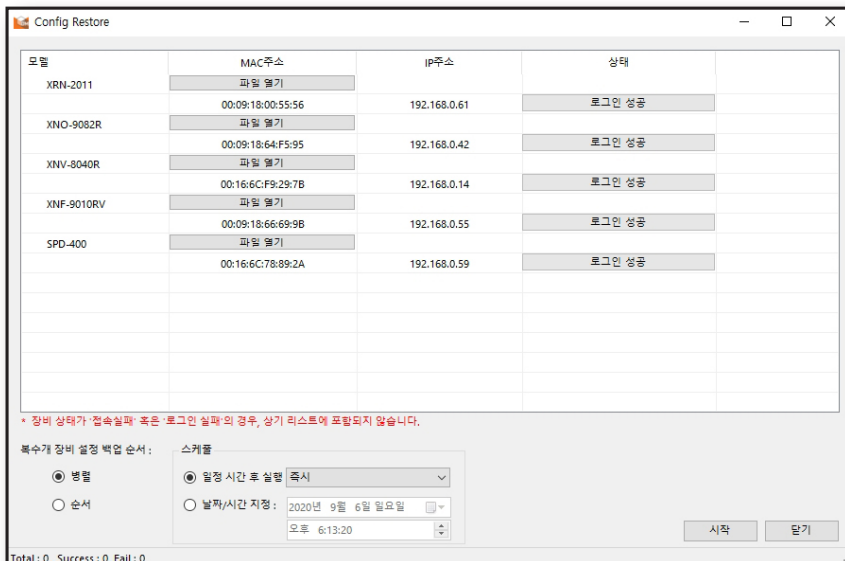 Config Restore
모델 MAC주소 IP주소 상태
XRN-2011 파일 열기
00:09:18:00:55:56 192.168.0.61 로그인 성공
XNO-9082R 파일 열기
00:09:18:64:F5:95 192.168.0.42 로그인 성공
XNV-8040R 파일 열기
00:16:6C:F9:29:7B 192.168.0.14 로그인 성공
XNF-9010RV 파일 열기
00:09:18:66:69:9B 192.168.0.55 로그인 성공
SPD-400 파일 열기
00:16:6C:78:89:2A 192.168.0.59 로그인 성공
* 장비 상태가 '접속실패' 혹은 '로그인 실패'의 경우, 상기 리스트에 포함되지 않습니다.
복수개 장비 설정 백업 순서 : 스케쥴
병렬 일정 시간 후 실행 즉시
순서 날짜/시간 지정 : 2020년 9월 6일 일요일
오후 6:13:20
시작 닫기
Total : 0 Success : 0 Fail : 0